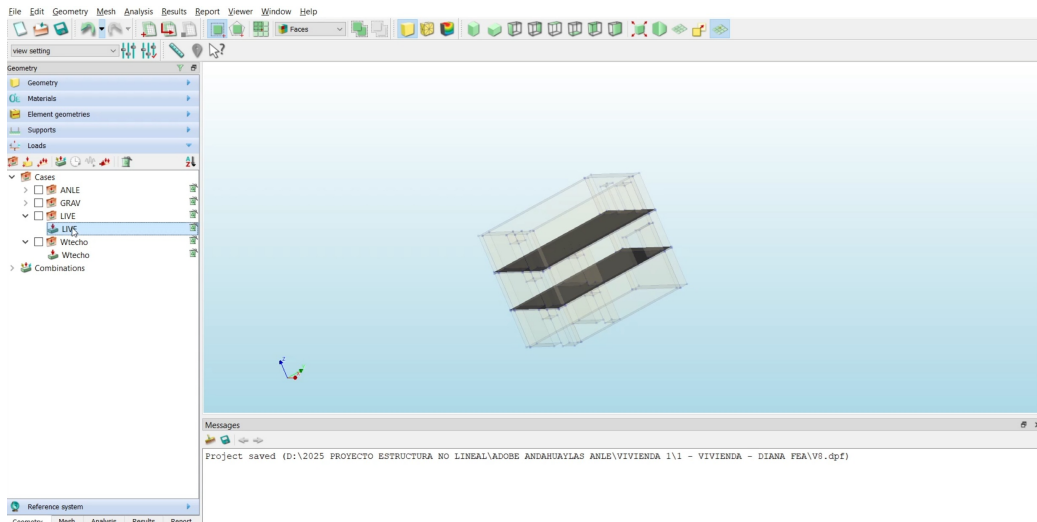 File Edit Geometry Mesh Analysis Results Report Viewer Window Help
Faces
view setting
Geometry
Geometry
Materials
Element geometries
Supports
Loads
Cases
ANLE
GRAV
LIVE
LIVE
Wtecho
Wtecho
Combinations
Z
Messages
Project saved (D:\2025 PROYECTO ESTRUCTURA NO LINEAL\ADOBE ANDAHUAYLAS ANLE\VIVIENDA 1\1 - VIVIENDA - DIANA FEA\V8.dpf)
Reference system
Geometry Mesh Analysis Results Report